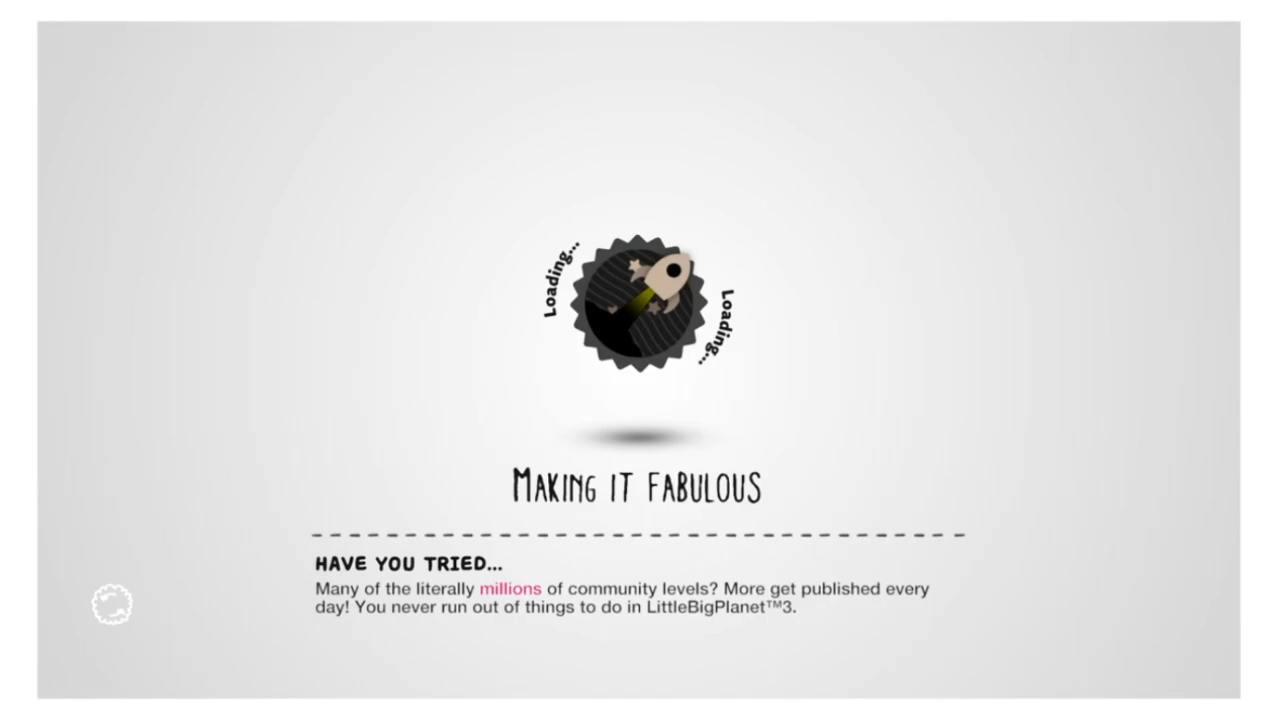 Loading...
Loading...
MAKING IT FABULOUS
HAVE YOU TRIED...
Many of the literally millions of community levels? More get published every
day! You never run out of things to do in LittleBigPlanet™3.